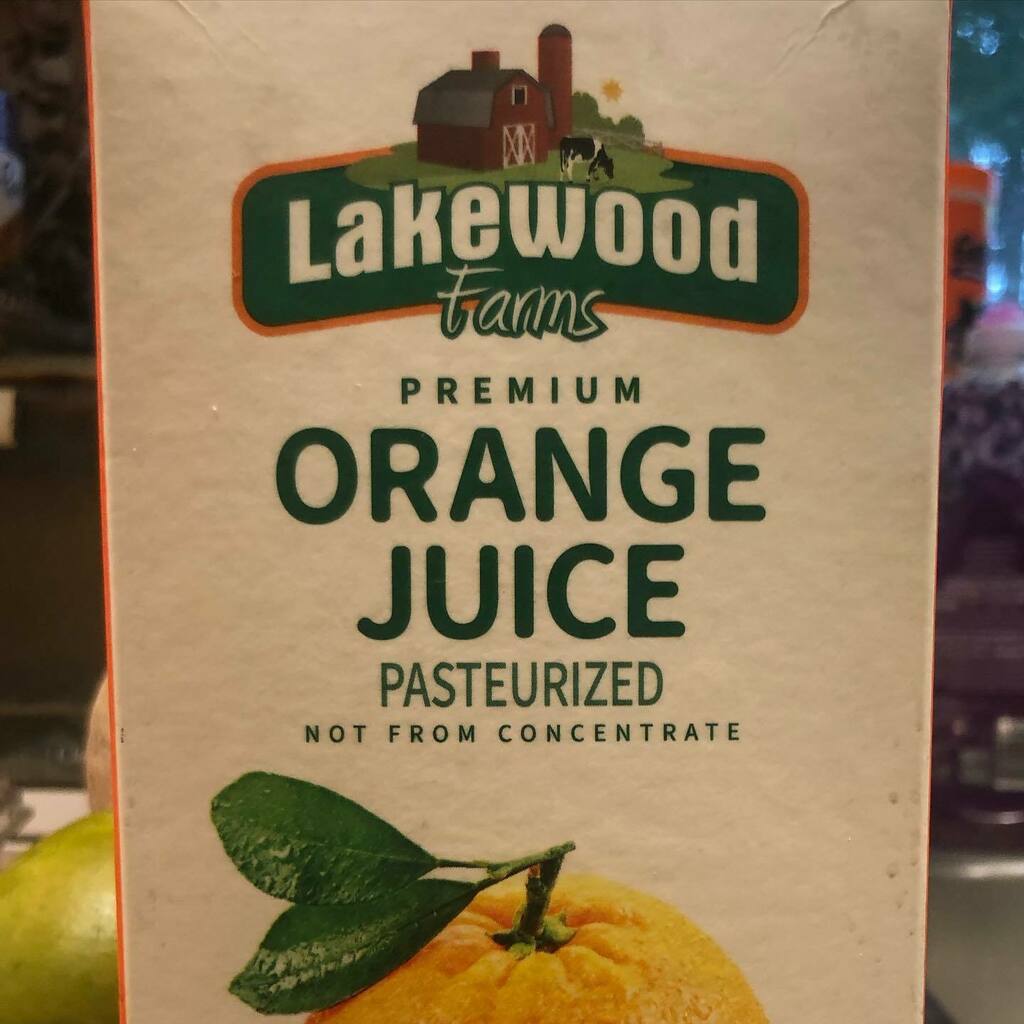 Lakewood
Farms
PREMIUM
ORANGE
JUICE
PASTEURIZED
NOT FROM CONCENTRATE